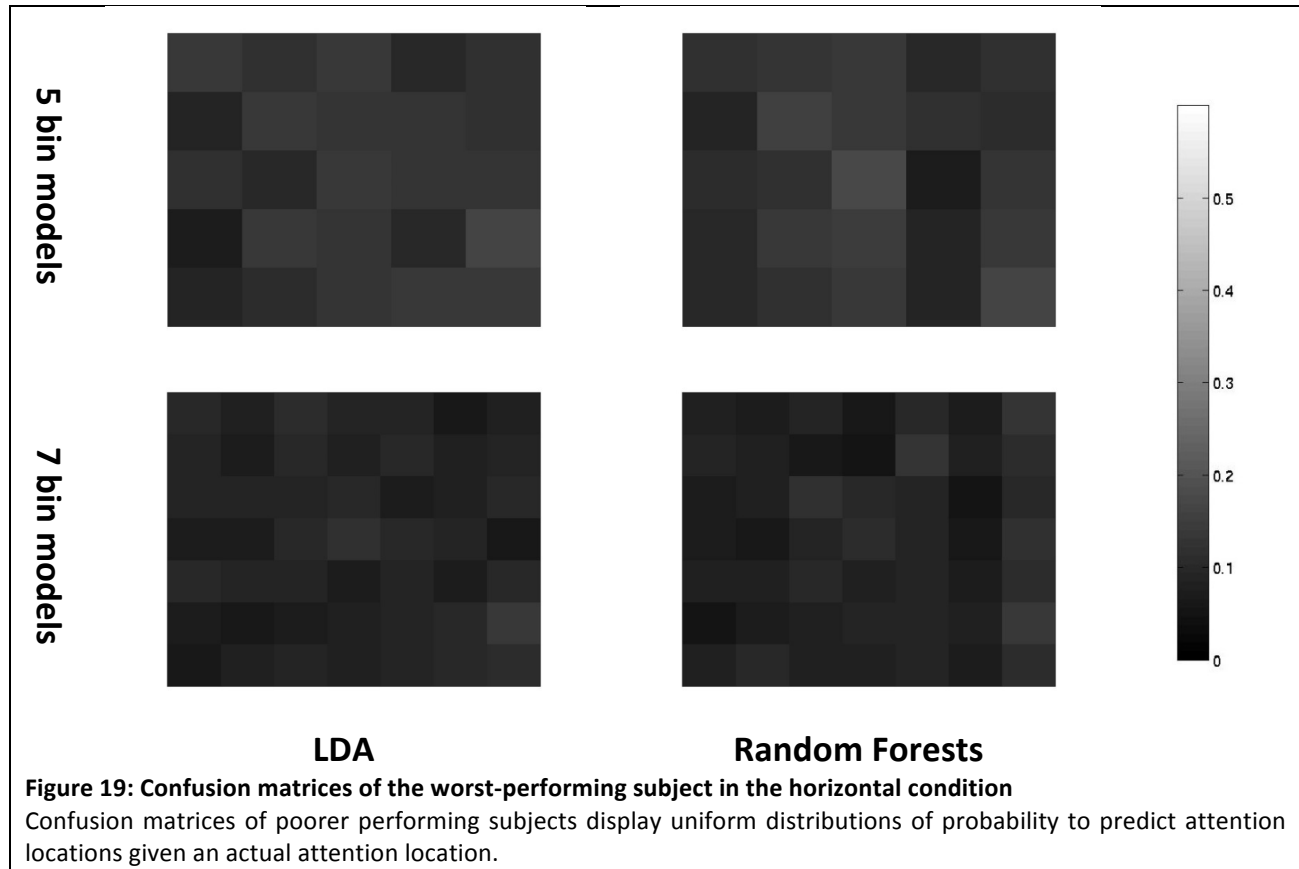 5 bin models
0.5
0.4
0.3
0.2
0.1
0
7 bin models
LDA
Random Forests
Figure 19: Confusion matrices of the worst-performing subject in the horizontal condition
Confusion matrices of poorer performing subjects display uniform distributions of probability to predict attention
locations given an actual attention location.